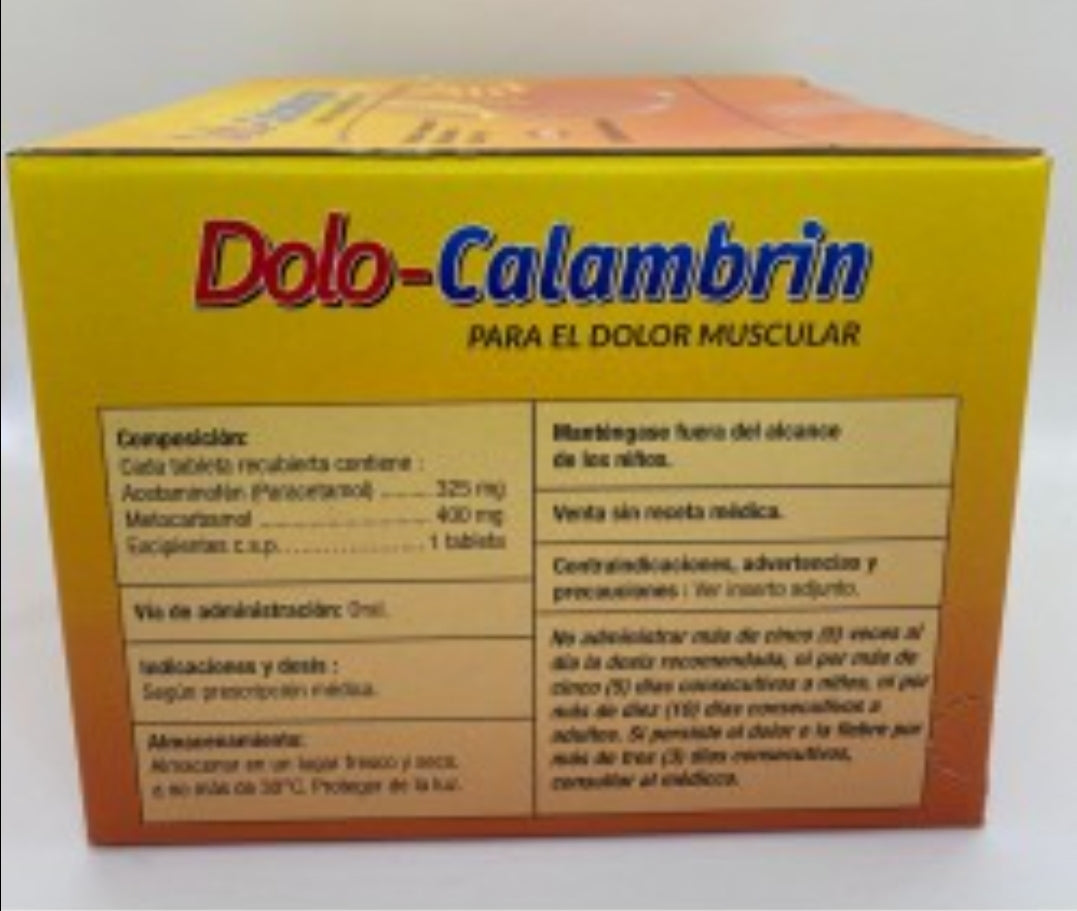 Dolo-Calambrin
PARA EL DOLOR MUSCULAR
Composición:
Cada tableta recubierta contiene :
Acetaminofén (Paracetamol) ........ 325 mg
Metocarbamol ........................ 400 mg
Excipientes c.s.p. ....................... 1 tableta
Vía de administración: Oral.
Indicaciones y dosis :
Según prescripción médica.
Almacenamiento:
Almacenar en un lugar fresco y seco,
a no más de 30°C. Proteger de la luz.
Manténgase fuera del alcance
de los niños.
Venta sin receta médica.
Contraindicaciones, advertencias y
precauciones : Ver inserto adjunto.
No administrar más de cinco (5) veces al
día la dosis recomendada, ni por más de
cinco (5) días consecutivos a niños, ni por
más de diez (10) días consecutivos a
adultos. Si persiste el dolor o la fiebre por
más de tres (3) días consecutivos,
consultar al médico.